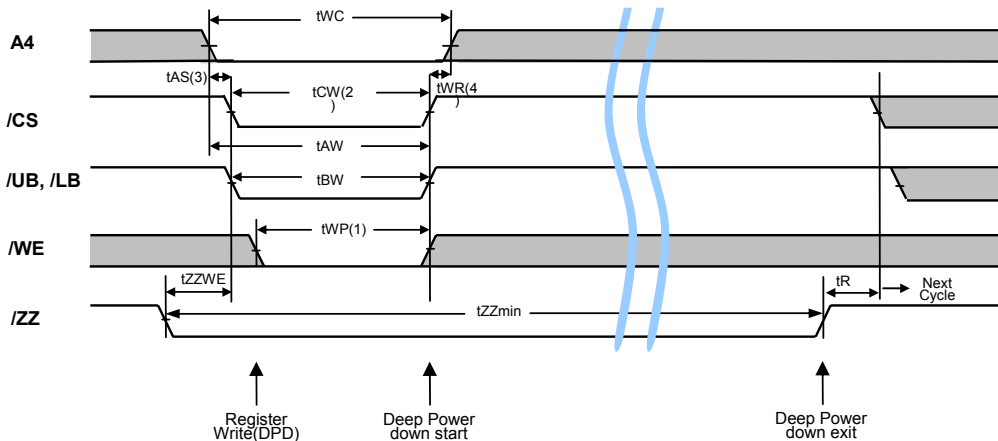 tWC
A4
tAS(3)
tCW(2
)
tWR(4
)
/CS
tAW
/UB, /LB
tBW
tWP(1)
/WE
tZZWE
tR
Next
Cycle
tZZmin
/ZZ
Register
Write(DPD)
Deep Power
down start
Deep Power
down exit